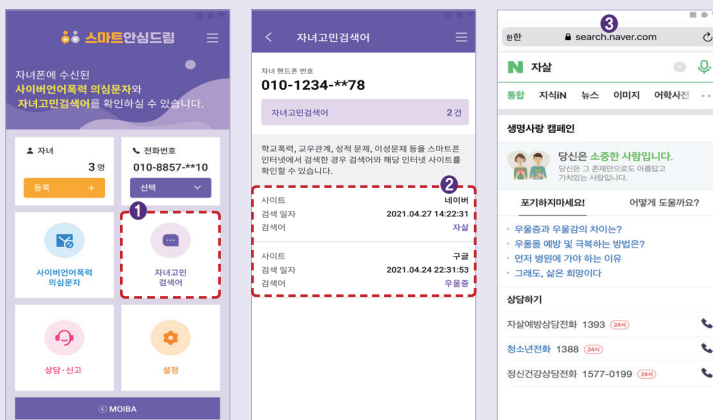 스마트안심드림
자녀폰에 수신된
사이버언어폭력 의심문자와
자녀고민검색어를 확인하실 수 있습니다.
자녀
3 명
등록 +
전화번호
010-8857-**10
선택
1
사이버언어폭력
의심문자
자녀고민
검색어
상담·신고
설정
MOIBA
자녀고민검색어
자녀 핸드폰 번호
010-1234-**78
자녀고민검색어 2 건
학교폭력, 교우관계, 성적 문제, 이성문제 등을 스마트폰
인터넷에서 검색한 경우 검색어와 해당 인터넷 사이트를
확인할 수 있습니다.
2
사이트 네이버
검색 일자 2021.04.27 14:22:31
검색어 자살
사이트 구글
검색 일자 2021.04.24 22:31:53
검색어 우울증
3
한한 search.naver.com
N 자살
통합 지식iN 뉴스 이미지 어학사전
생명사랑 캠페인
당신은 소중한 사람입니다.
당신은 그 존재만으로도 아름답고
가치있는 사람입니다.
포기하지마세요! 어떻게 도울까요?
· 우울증과 우울감의 차이는?
· 우울을 예방 및 극복하는 방법은?
· 먼저 병원에 가야 하는 이유
· 그래도, 삶은 희망이다
상담하기
자살예방상담전화 1393 24시
청소년전화 1388 24시
정신건강상담전화 1577-0199 24시